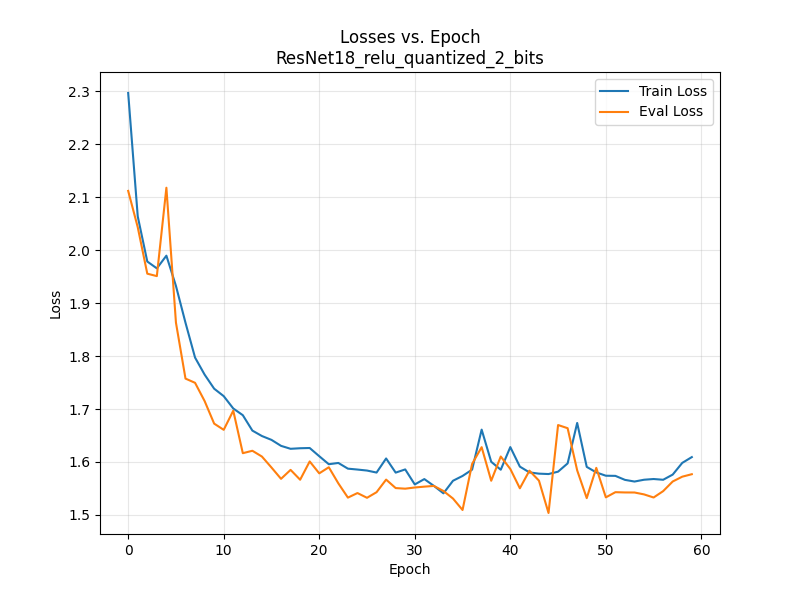 Losses vs. Epoch
ResNet18_relu_quantized_2_bits
Train Loss
Eval Loss
2.3
2.2
2.1
2.0
1.9
1.8
1.7
1.6
1.5
Loss
0 10 20 30 40 50 60
Epoch